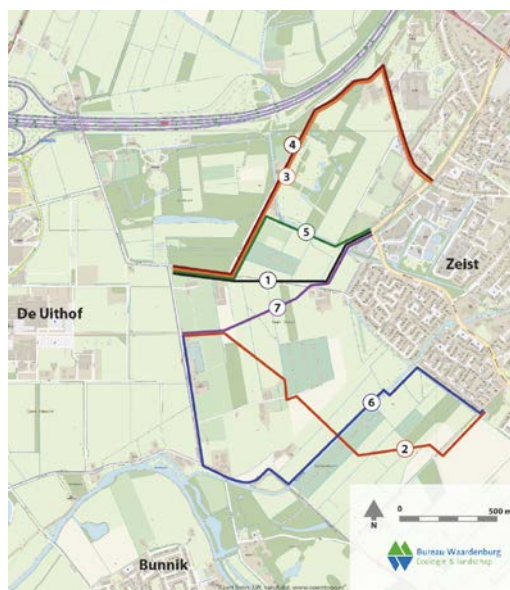 4
3
5
Zeist
1
De Uithof
7
6
2
0 500 m
N
Bureau Waardenburg
Ecologie & landschap
Bunnik